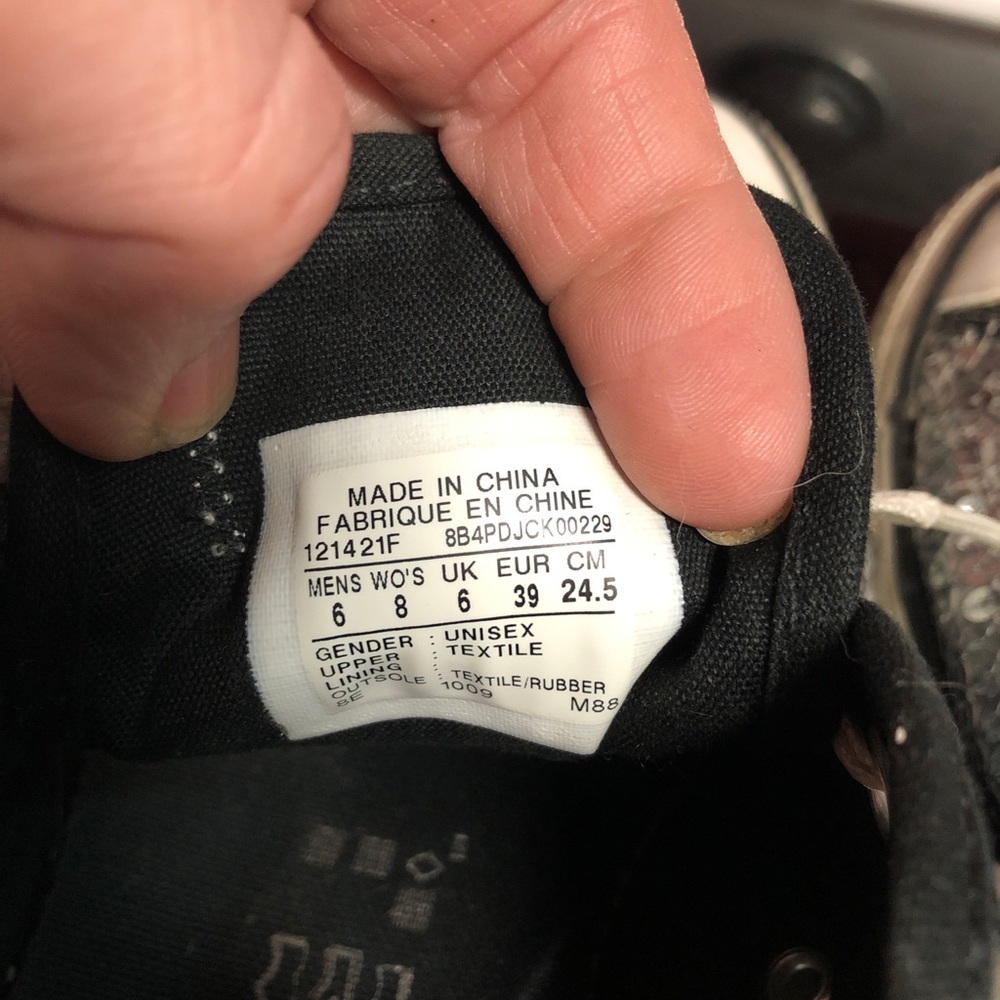 MADE IN CHINA
FABRIQUE EN CHINE
121421F 8B4PDJCK00229
MENS WO'S UK EUR CM
6 8 6 39 24.5
GENDER : UNISEX
UPPER : TEXTILE
LINING :
OUTSOLE : TEXTILE/RUBBER
8E 1009 M88